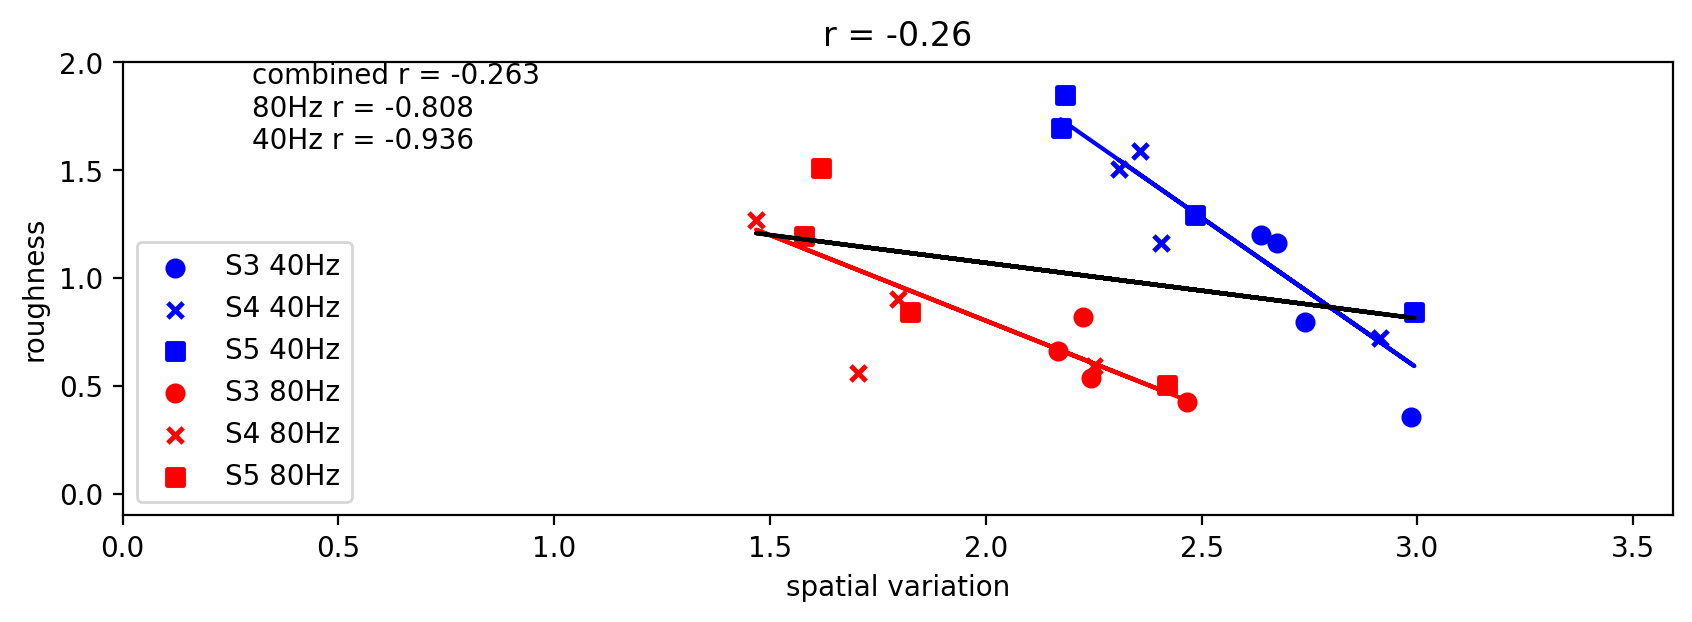 r = -0.26
combined r = -0.263
80Hz r = -0.808
40Hz r = -0.936
roughness
2.0
1.5
1.0
0.5
0.0
S3 40Hz
S4 40Hz
S5 40Hz
S3 80Hz
S4 80Hz
S5 80Hz
0.0 0.5 1.0 1.5 2.0 2.5 3.0 3.5
spatial variation